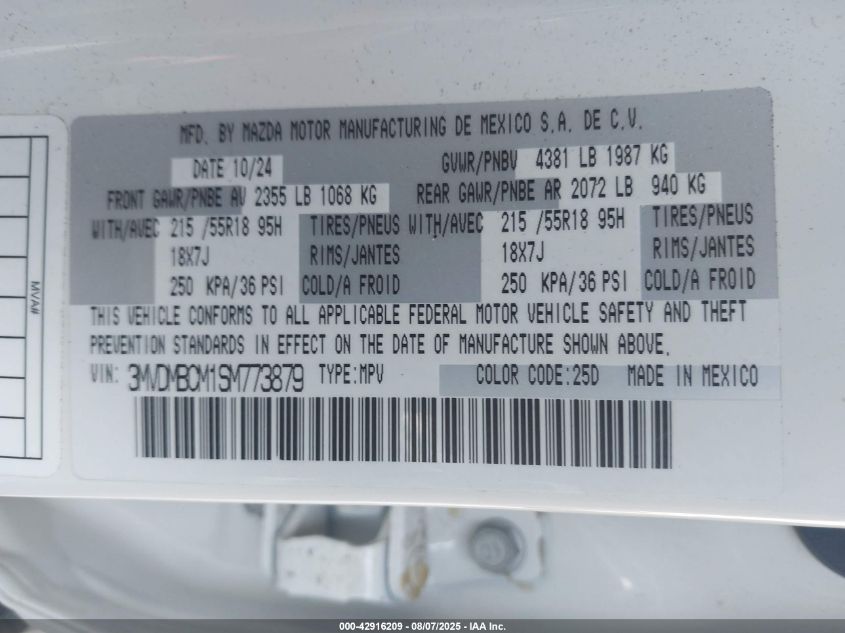 MFD. BY MAZDA MOTOR MANUFACTURING DE MEXICO S.A. DE C.V.
DATE 10/24 GVWR/PNBV 4381 LB 1987 KG
FRONT GAWR/PNBE AV 2355 LB 1068 KG REAR GAWR/PNBE AR 2072 LB 940 KG
WITH/AVEC 215 /55R18 95H TIRES/PNEUS WITH/AVEC 215 /55R18 95H TIRES/PNEUS
18X7J RIMS/JANTES 18X7J RIMS/JANTES
250 KPA/36 PSI COLD/A FROID 250 KPA/36 PSI COLD/A FROID
THIS VEHICLE CONFORMS TO ALL APPLICABLE FEDERAL MOTOR VEHICLE SAFETY AND THEFT
PREVENTION STANDARDS IN EFFECT ON THE DATE OF MANUFACTURE SHOWN ABOVE.
VIN: 3MVDMBCM1SM773879 TYPE:MPV COLOR CODE:25D MADE IN MEXICO
MVA#
000-42916209 - 08/07/2025 - IAA Inc.